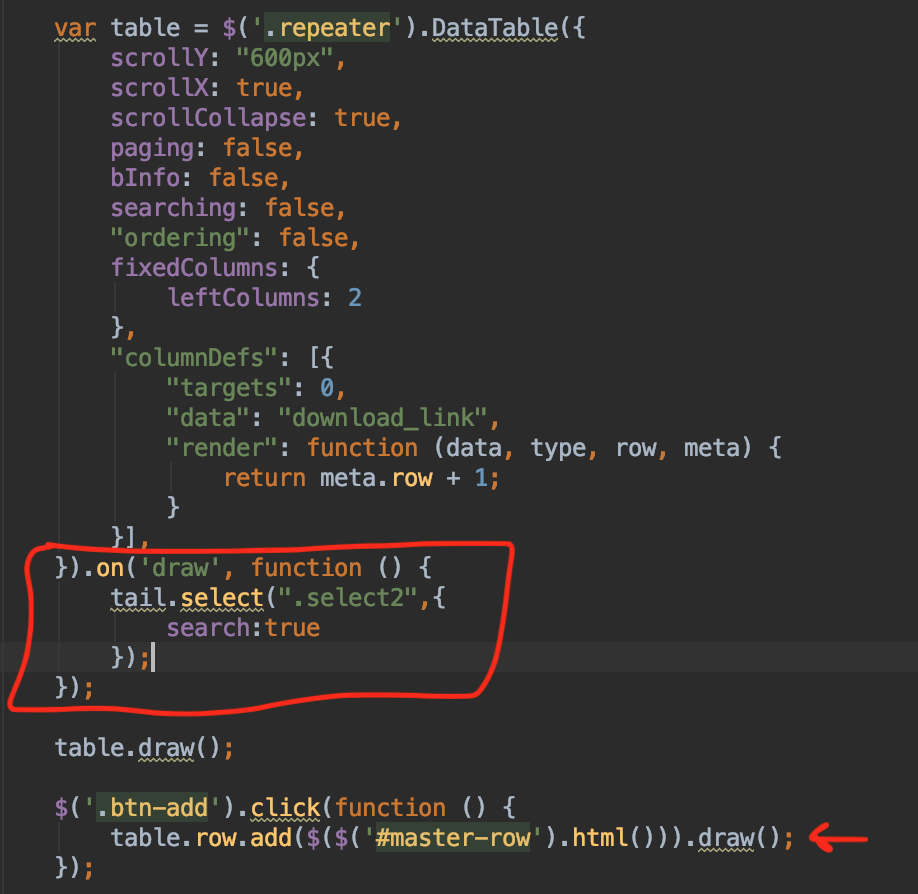 var table = $('.repeater').DataTable({
    scrollY: "600px",
    scrollX: true,
    scrollCollapse: true,
    paging: false,
    bInfo: false,
    searching: false,
    "ordering": false,
    fixedColumns: {
        leftColumns: 2
    },
    "columnDefs": [{
        "targets": 0,
        "data": "download_link",
        "render": function (data, type, row, meta) {
            return meta.row + 1;
        }
    }],
}).on('draw', function () {
    tail.select(".select2",{
        search:true
    });
});
table.draw();
$('.btn-add').click(function () {
    table.row.add($($('#master-row').html())).draw();
});